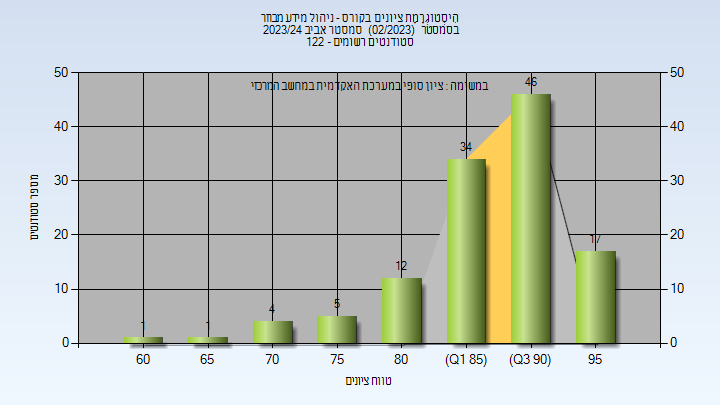 היסטוגרמת ציונים בקורס - ניהול מידע מבוזר
בסמסטר (02/2023) סמסטר אביב 2023/24
סטודנטים רשומים - 122
במשימה : ציון סופי במערכת האקדמית במחשב המרכזי
50 50
40 40
30 30
20 20
10 10
0 0
מספר סטודנטים
1 1 4 5 12 34 46 17
60 65 70 75 80 (Q1 85) (Q3 90) 95
טווח ציונים